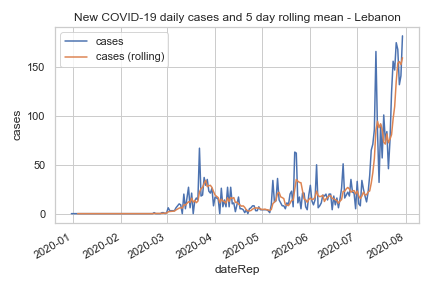 New COVID-19 daily cases and 5 day rolling mean - Lebanon
cases
cases (rolling)
150
100
50
0
cases
2020-01
2020-02
2020-03
2020-04
2020-05
2020-06
2020-07
2020-08
dateRep